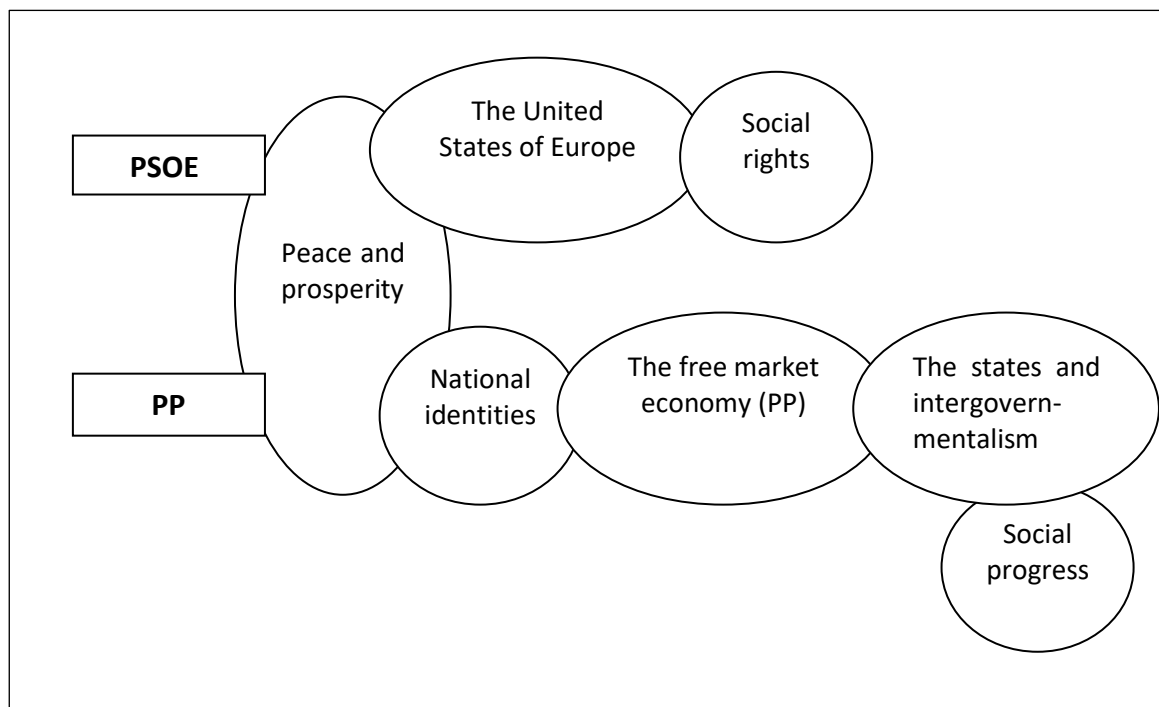 The United
States of Europe
Social
rights
PSOE
Peace and
prosperity
PP
National
identities
The free market
economy (PP)
The states and
intergovern-
mentalism
Social
progress